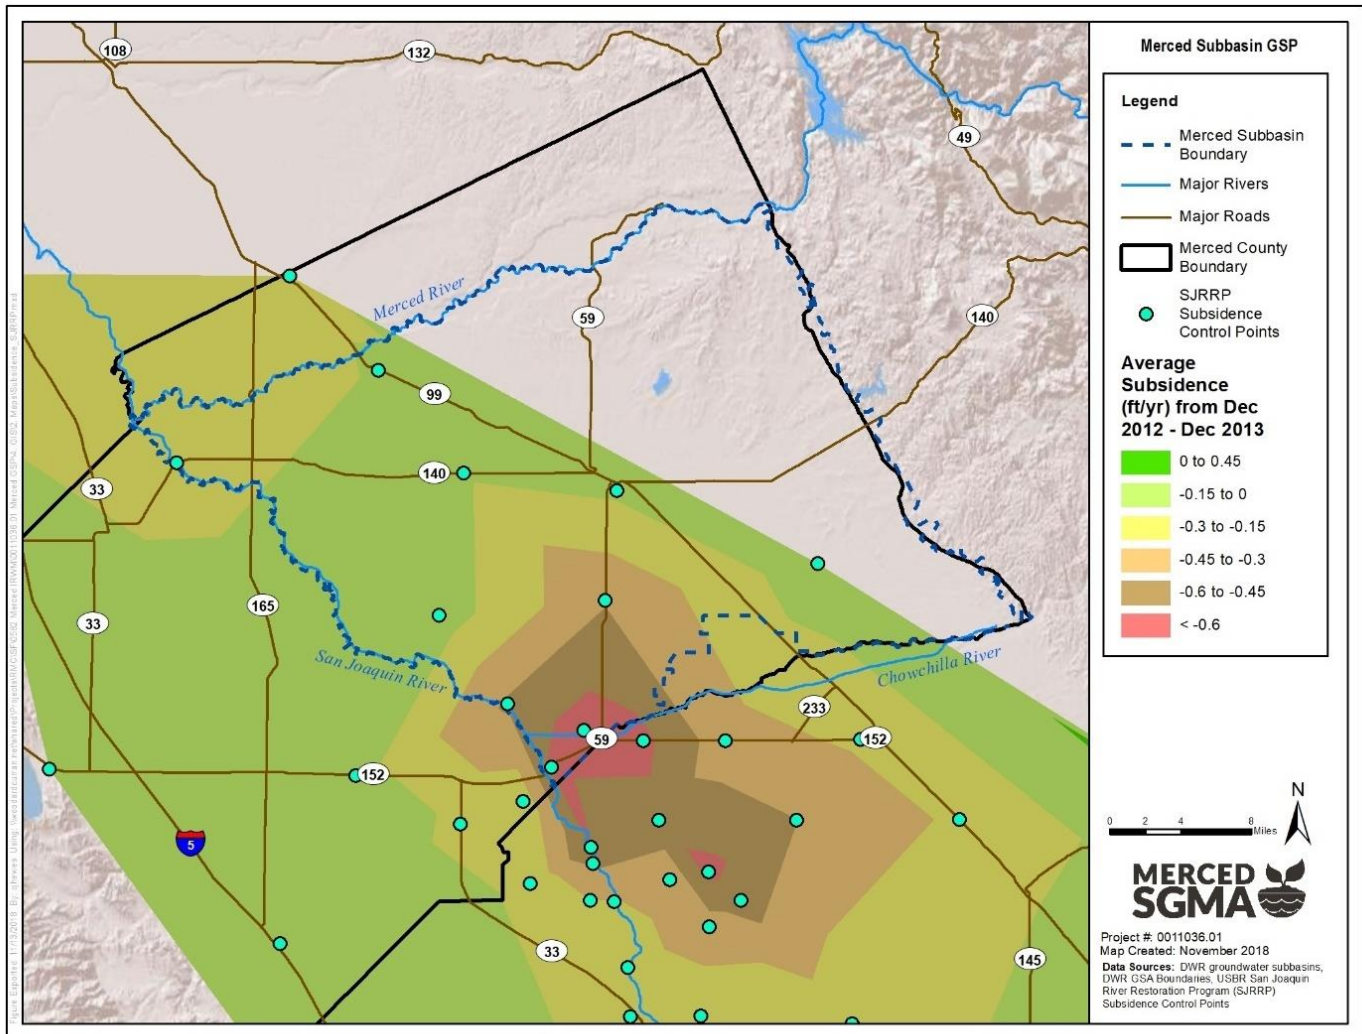 Merced Subbasin GSP
Legend
Merced Subbasin
Boundary
Major Rivers
Major Roads
Merced County
Boundary
SJRRP
Subsidence
Control Points
Average
Subsidence
(ft/yr) from Dec
2012 - Dec 2013
0 to 0.45
-0.15 to 0
-0.3 to -0.15
-0.45 to -0.3
-0.6 to -0.45
< -0.6
108
132
49
Merced River
59
140
99
140
33
165
33
San Joaquin River
Chowchilla River
233
59
152
152
5
33
145
N
0 2 4 8
Miles
MERCED
SGMA
Project #: 0011036.01
Map Created: November 2018
Data Sources: DWR groundwater subbasins,
DWR GSA Boundaries, USBR San Joaquin
River Restoration Program (SJRRP)
Subsidence Control Points